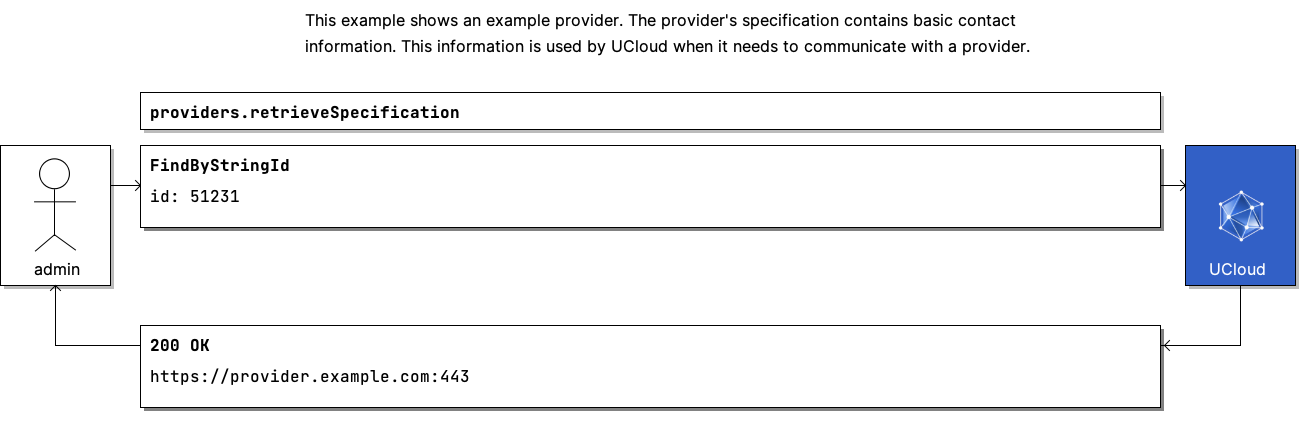 This example shows an example provider. The provider's specification contains basic contact
information. This information is used by UCloud when it needs to communicate with a provider.
providers.retrieveSpecification
FindByStringId
id: 51231
admin
UCloud
200 OK
https://provider.example.com:443